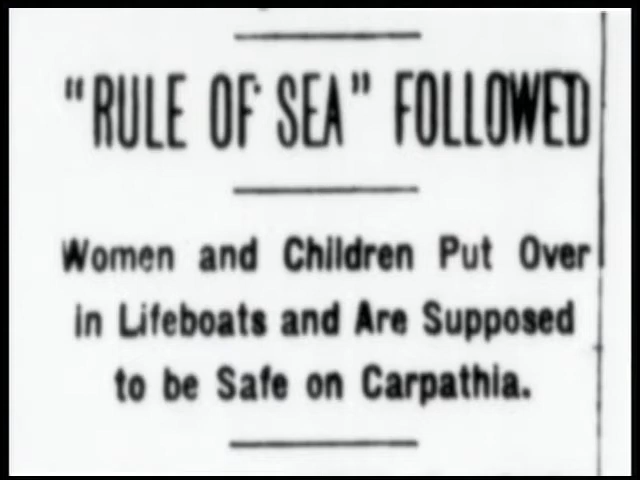 "RULE OF SEA" FOLLOWED
Women and Children Put Over
in Lifeboats and Are Supposed
to be Safe on Carpathia.